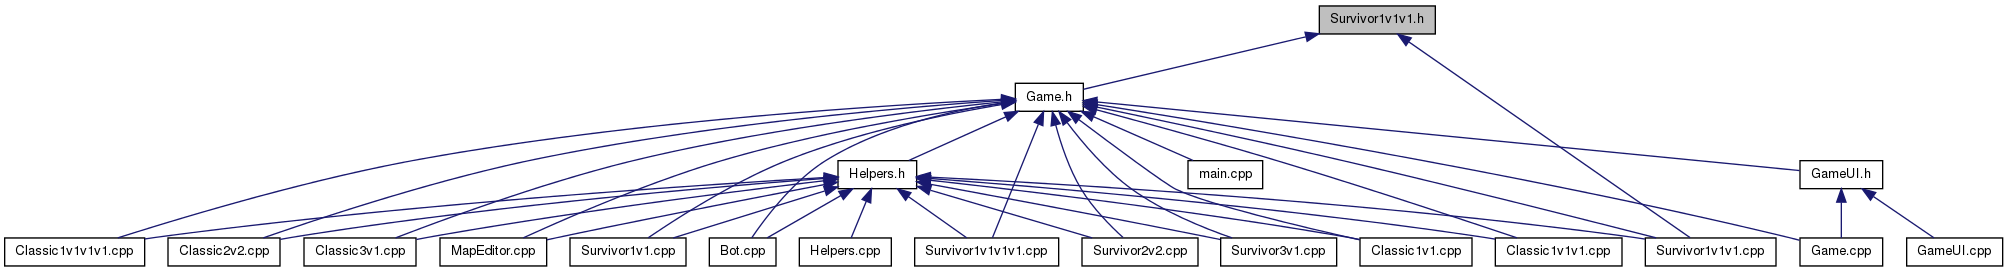 Survivor1v1v1.h
Game.h
Helpers.h
main.cpp
GameUI.h
Classic1v1v1v1.cpp
Classic2v2.cpp
Classic3v1.cpp
MapEditor.cpp
Survivor1v1.cpp
Bot.cpp
Helpers.cpp
Survivor1v1v1v1.cpp
Survivor2v2.cpp
Survivor3v1.cpp
Classic1v1.cpp
Classic1v1v1.cpp
Survivor1v1v1.cpp
Game.cpp
GameUI.cpp